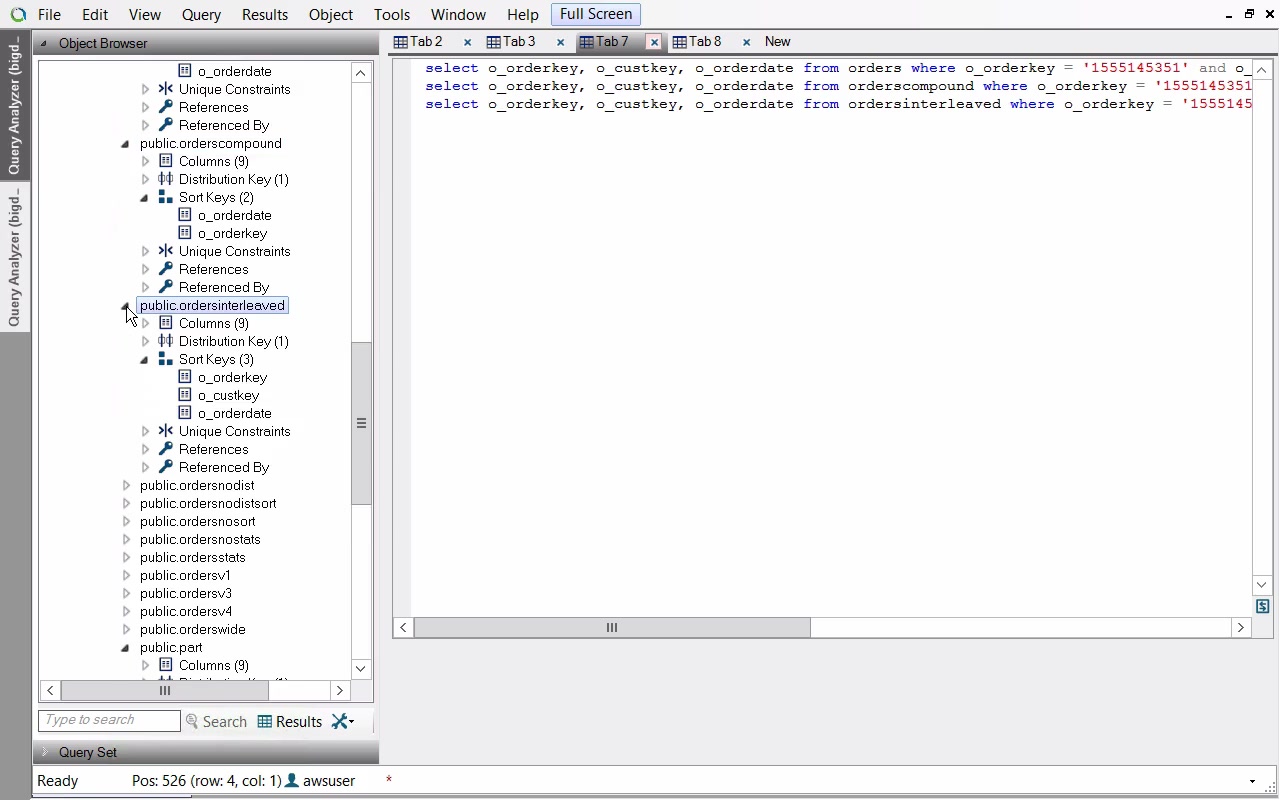 File Edit View Query Results Object Tools Window Help Full Screen
Query Analyzer (bigd_
Query Analyzer (bigd_
Object Browser
o_orderdate
Unique Constraints
References
Referenced By
public.orderscompound
Columns (9)
Distribution Key (1)
Sort Keys (2)
o_orderdate
o_orderkey
Unique Constraints
References
Referenced By
public.ordersinterleaved
Columns (9)
Distribution Key (1)
Sort Keys (3)
o_orderkey
o_custkey
o_orderdate
Unique Constraints
References
Referenced By
public.ordersnodist
public.ordersnodistsort
public.ordersnosort
public.ordersnostats
public.ordersstats
public.ordersv1
public.ordersv3
public.ordersv4
public.orderswide
public.part
Columns (9)
Type to search Search Results
Query Set
Tab 2 Tab 3 Tab 7 Tab 8 New
select o_orderkey, o_custkey, o_orderdate from orders where o_orderkey = '1555145351' and o_
select o_orderkey, o_custkey, o_orderdate from orderscompound where o_orderkey = '1555145351
select o_orderkey, o_custkey, o_orderdate from ordersinterleaved where o_orderkey = '1555145
Ready Pos: 526 (row: 4, col: 1) awsuser *